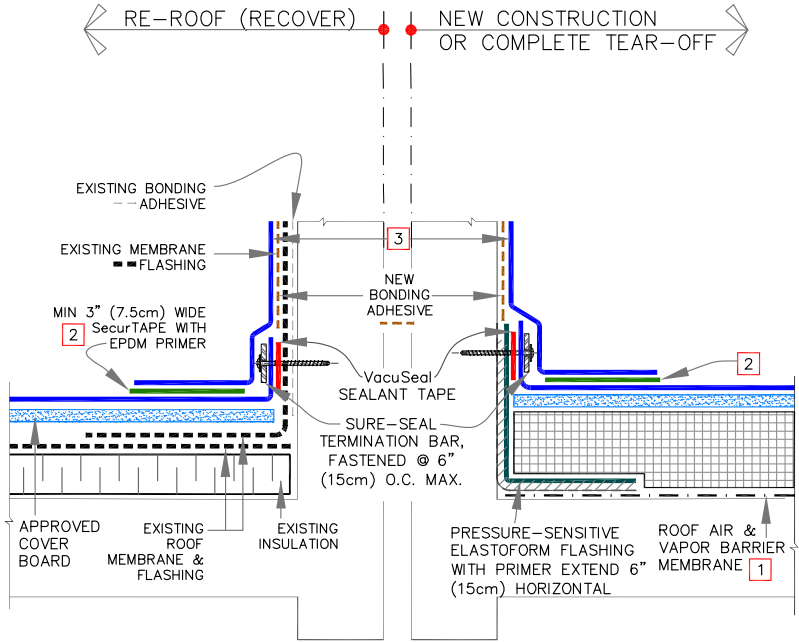 RE-ROOF (RECOVER)
NEW CONSTRUCTION
OR COMPLETE TEAR-OFF
EXISTING BONDING
ADHESIVE
EXISTING MEMBRANE
FLASHING
3
NEW
BONDING
ADHESIVE
MIN 3" (7.5cm) WIDE
2 SecurTAPE WITH
EPDM PRIMER
2
VacuSeal
SEALANT TAPE
SURE-SEAL
TERMINATION BAR,
FASTENED @ 6"
(15cm) O.C. MAX.
APPROVED
COVER
BOARD
EXISTING
ROOF
MEMBRANE &
FLASHING
EXISTING
INSULATION
PRESSURE-SENSITIVE
ELASTOFORM FLASHING
WITH PRIMER EXTEND 6"
(15cm) HORIZONTAL
ROOF AIR &
VAPOR BARRIER
MEMBRANE 1